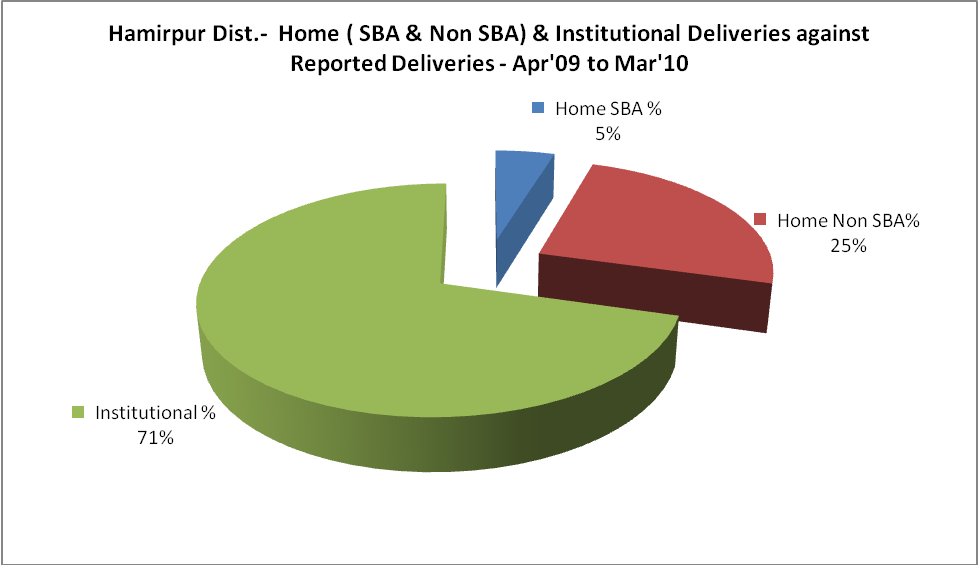 Hamirpur Dist.-  Home ( SBA & Non SBA) & Institutional Deliveries against
Reported Deliveries - Apr'09 to Mar'10
Home SBA %
5%
Home Non SBA%
25%
Institutional %
71%